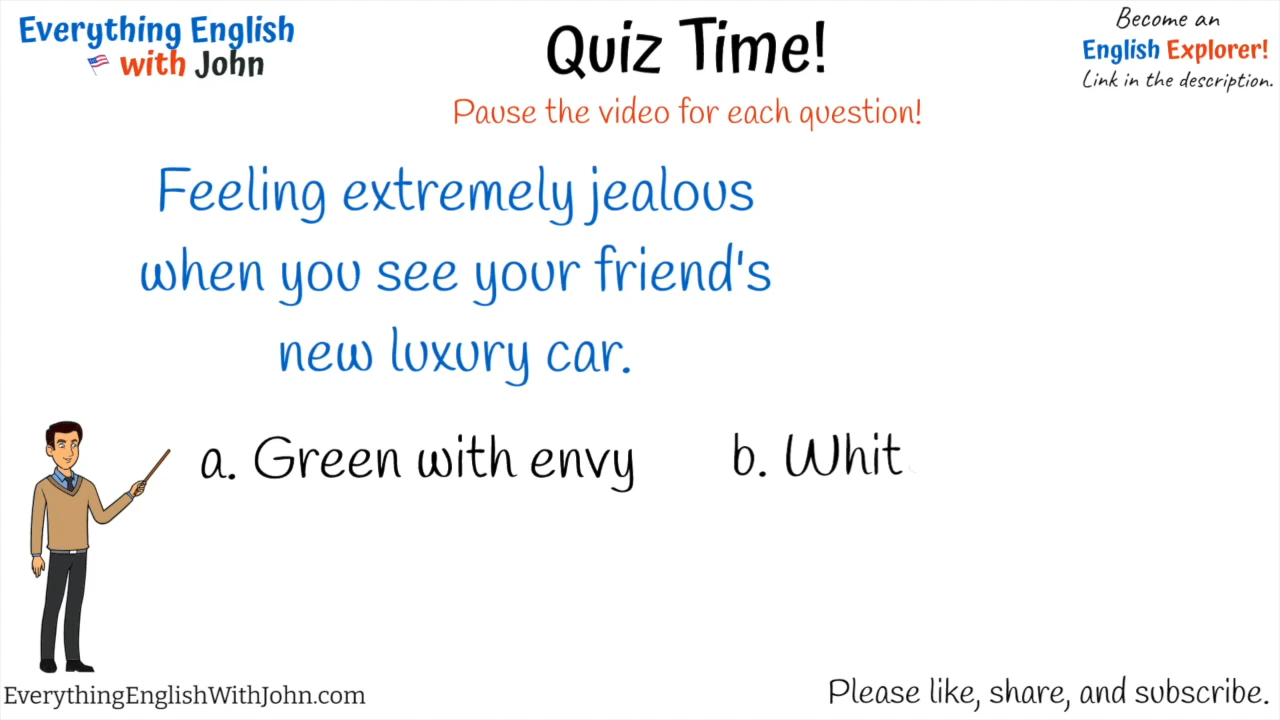 Everything English
with John
Quiz Time!
Pause the video for each question!
Become an
English Explorer!
Link in the description.
Feeling extremely jealous
when you see your friend's
new luxury car.
a. Green with envy
b. Whit
EverythingEnglishWithJohn.com
Please like, share, and subscribe.